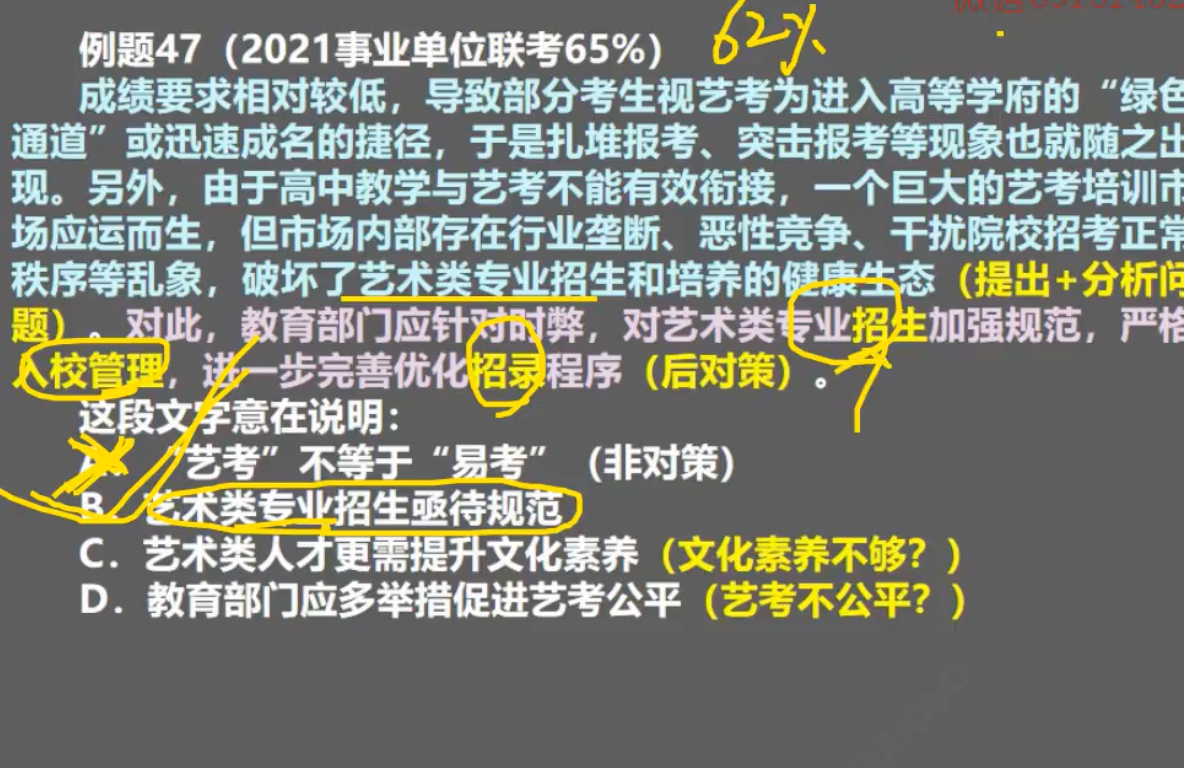 62%
例题47（2021事业单位联考65%）
成绩要求相对较低，导致部分考生视艺考为进入高等学府的“绿色
通道”或迅速成名的捷径，于是扎堆报考、突击报考等现象也就随之出
现。另外，由于高中教学与艺考不能有效衔接，一个巨大的艺考培训市
场应运而生，但市场内部存在行业垄断、恶性竞争、干扰院校招考正常
秩序等乱象，破坏了艺术类专业招生和培养的健康生态（提出+分析问
题）。对此，教育部门应针对时弊，对艺术类专业招生加强规范，严格
入校管理，进一步完善优化招录程序（后对策）。
这段文字意在说明：
A．“艺考”不等于“易考”（非对策）
B．艺术类专业招生亟待规范
C．艺术类人才更需提升文化素养（文化素养不够？）
D．教育部门应多举措促进艺考公平（艺考不公平？）